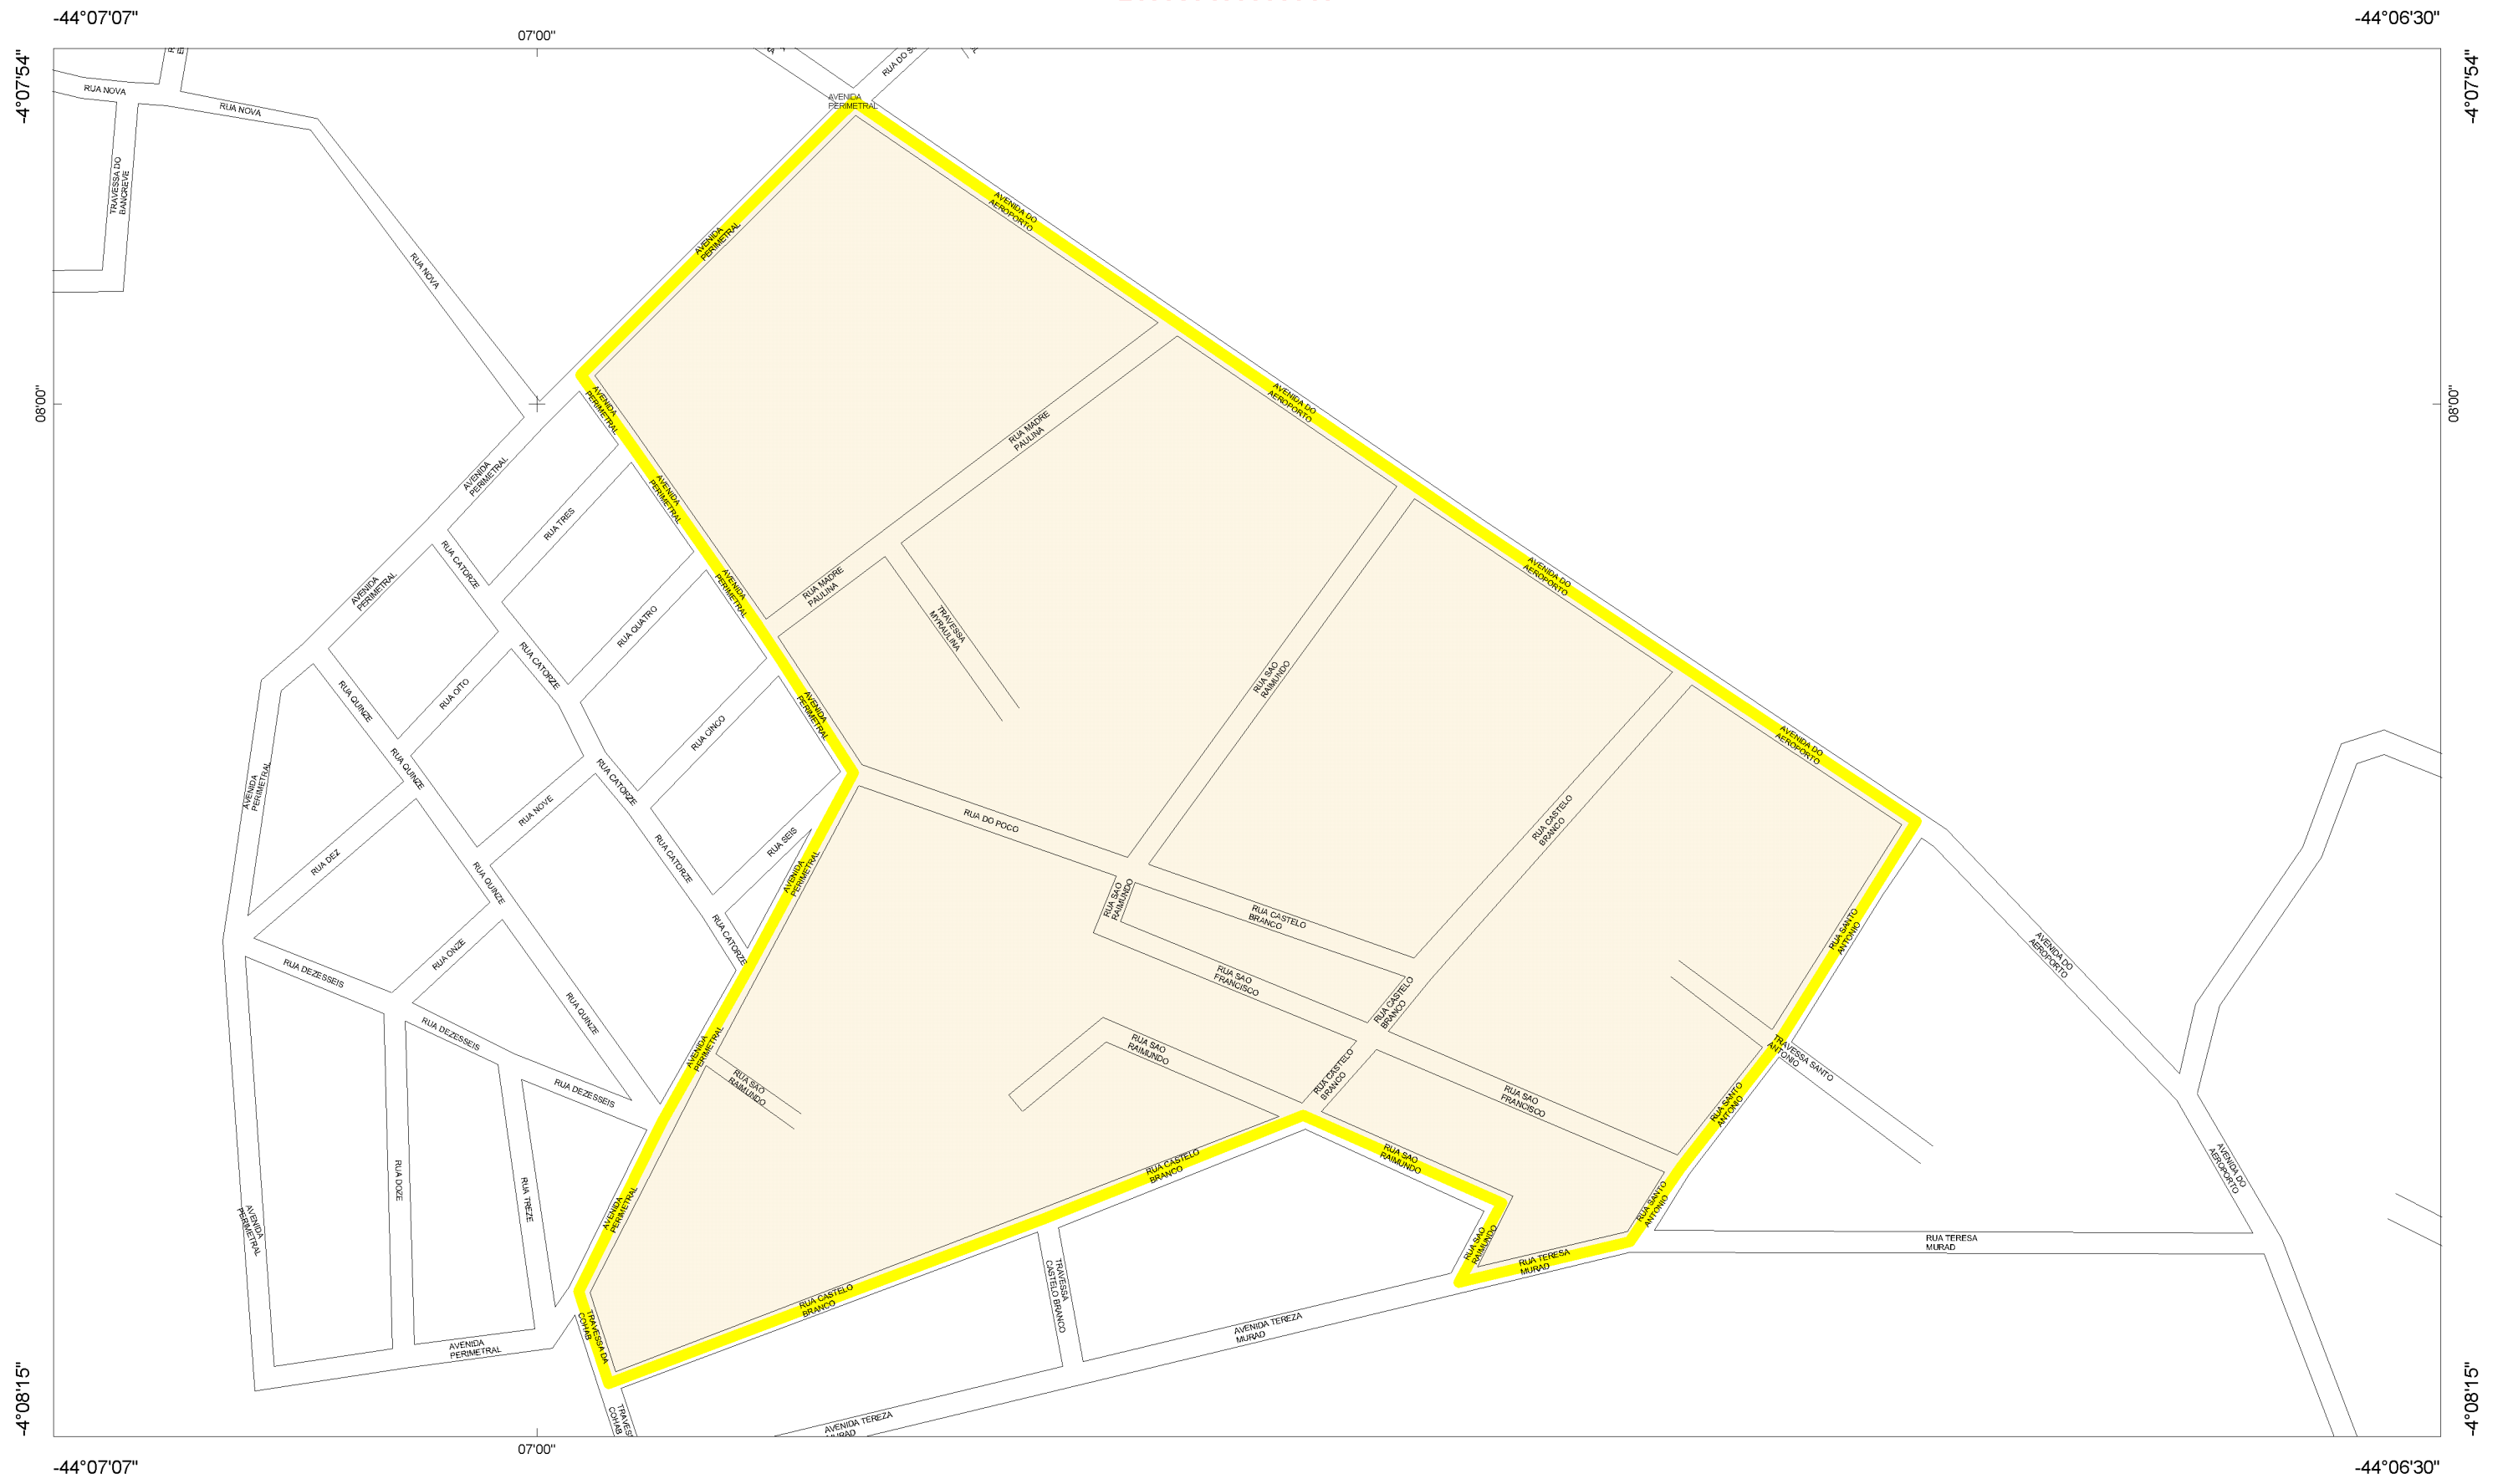 -44°07'07"
-44°06'30"
07'00"
-4°07'54"
-4°07'54"
RUA NOVA
RUA NOVA
RUA DO
AVENIDA
PERIMETRAL
TRAVESSA DO
BANCREVE
RUA NOVA
AVENIDA
PERIMETRAL
AVENIDA DO
AEROPORTO
08'00"
08'00"
AVENIDA
PERIMETRAL
AVENIDA DO
AEROPORTO
RUA MADRE
PAULINA
AVENIDA
PERIMETRAL
AVENIDA
PERIMETRAL
RUA TRES
RUA CATORZE
AVENIDA
PERIMETRAL
AVENIDA
PERIMETRAL
RUA MADRE
PAULINA
AVENIDA DO
AEROPORTO
RUA QUATRO
TRAVESSA
MYRAULINA
RUA CATORZE
RUA SAO
RAIMUNDO
RUA QUINZE
RUA OITO
AVENIDA
PERIMETRAL
RUA CINCO
AVENIDA DO
AEROPORTO
RUA QUINZE
AVENIDA
PERIMETRAL
RUA CATORZE
RUA NOVE
RUA DO POCO
RUA CASTELO
BRANCO
RUA SEIS
RUA CATORZE
RUA DEZ
AVENIDA
PERIMETRAL
RUA QUINZE
RUA SAO
RAIMUNDO
RUA CASTELO
BRANCO
RUA SANTO
ANTONIO
RUA CATORZE
RUA ONZE
AVENIDA DO
AEROPORTO
RUA DEZESSEIS
RUA SAO
FRANCISCO
RUA CASTELO
BRANCO
RUA QUINZE
RUA DEZESSEIS
AVENIDA
PERIMETRAL
RUA SAO
RAIMUNDO
TRAVESSA SANTO
ANTONIO
RUA SAO
RAIMUNDO
RUA CASTELO
BRANCO
RUA DEZESSEIS
RUA SAO
FRANCISCO
RUA SANTO
ANTONIO
RUA SAO
RAIMUNDO
RUA CASTELO
BRANCO
AVENIDA DO
AEROPORTO
RUA DOZE
RUA TREZE
AVENIDA
PERIMETRAL
RUA SANTO
ANTONIO
AVENIDA
PERIMETRAL
RUA SAO
RAIMUNDO
RUA TERESA
MURAD
RUA TERESA
MURAD
TRAVESSA
CASTELO BRANCO
RUA CASTELO
BRANCO
TRAVESSA DA
COHAB
AVENIDA TEREZA
MURAD
AVENIDA
PERIMETRAL
-4°08'15"
-4°08'15"
COHAB
AVENIDA TEREZA
MURAD
07'00"
-44°07'07"
-44°06'30"